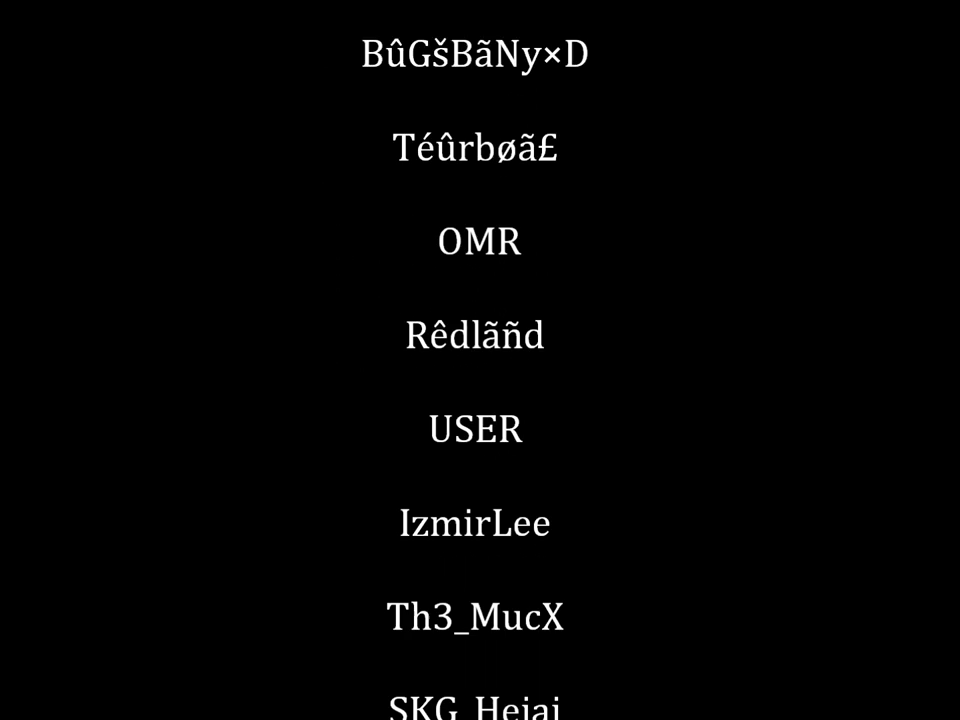 BûGšBãNy×D
Téûrbøã£
OMR
Rêdlãñd
USER
IzmirLee
Th3_MucX